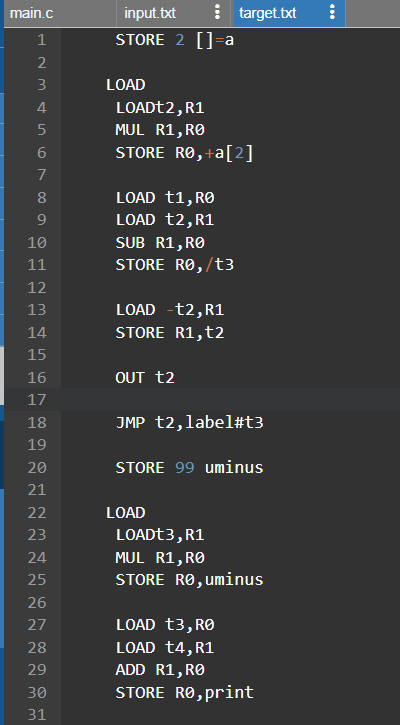 main.c input.txt target.txt
1 STORE 2 []=a
2
3 LOAD
4 LOADt2,R1
5 MUL R1,R0
6 STORE R0,+a[2]
7
8 LOAD t1,R0
9 LOAD t2,R1
10 SUB R1,R0
11 STORE R0,/t3
12
13 LOAD -t2,R1
14 STORE R1,t2
15
16 OUT t2
17
18 JMP t2,label#t3
19
20 STORE 99 uminus
21
22 LOAD
23 LOADt3,R1
24 MUL R1,R0
25 STORE R0,uminus
26
27 LOAD t3,R0
28 LOAD t4,R1
29 ADD R1,R0
30 STORE R0,print
31